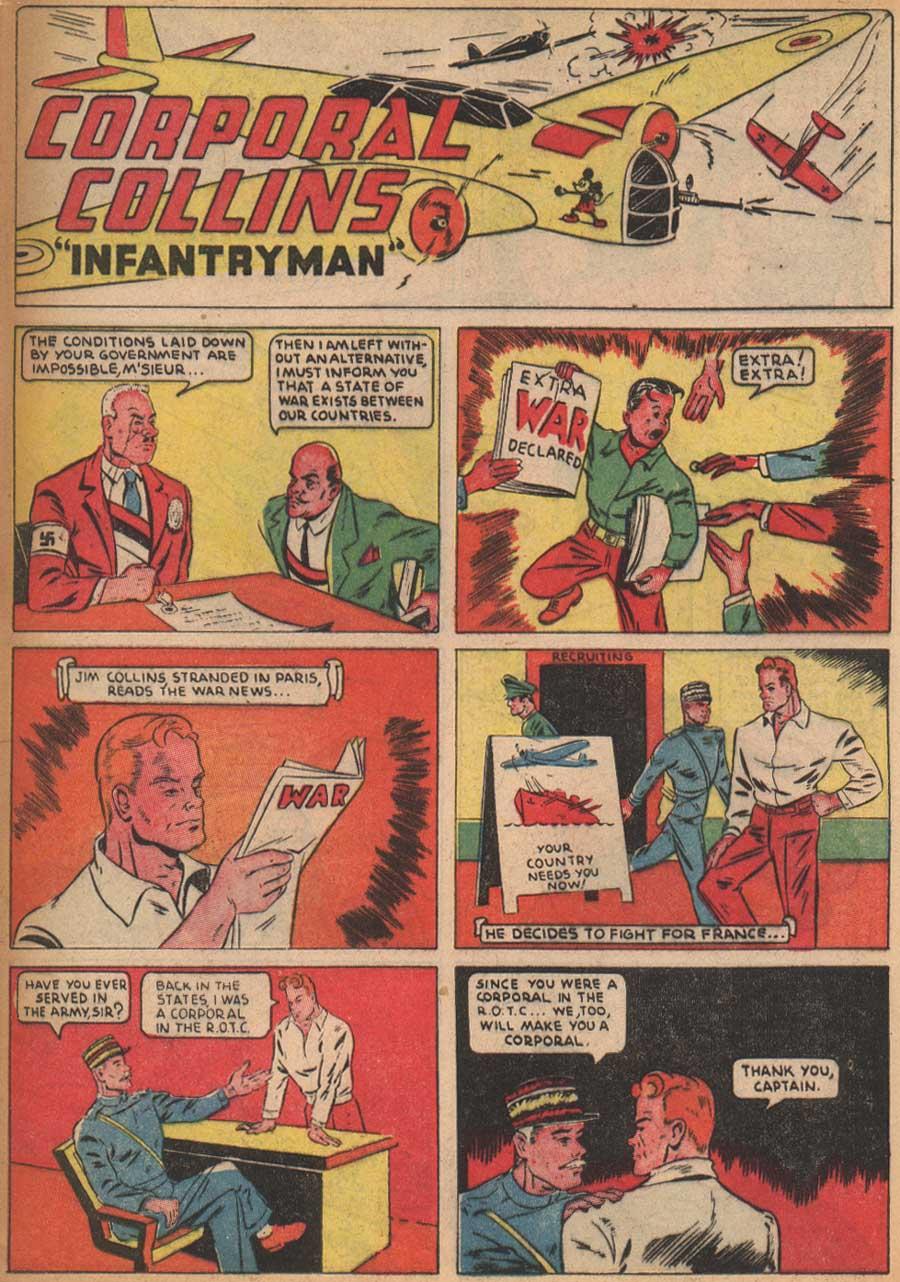 CORPORAL
COLLINS
"INFANTRYMAN"
THE CONDITIONS LAID DOWN
BY YOUR GOVERNMENT ARE
IMPOSSIBLE, M'SIEUR...
THEN I AM LEFT WITH-
OUT AN ALTERNATIVE,
I MUST INFORM YOU
THAT A STATE OF
WAR EXISTS BETWEEN
OUR COUNTRIES.
EXTRA
WAR
DECLARED
EXTRA!
EXTRA!
JIM COLLINS, STRANDED IN PARIS,
READS THE WAR NEWS...
WAR
RECRUITING
YOUR
COUNTRY
NEEDS YOU
NOW!
HE DECIDES TO FIGHT FOR FRANCE...
HAVE YOU EVER
SERVED IN
THE ARMY, SIR?
BACK IN THE
STATES, I WAS
A CORPORAL
IN THE R.O.T.C.
SINCE YOU WERE A
CORPORAL IN THE
R.O.T.C... WE, TOO,
WILL MAKE YOU A
CORPORAL.
THANK YOU,
CAPTAIN.